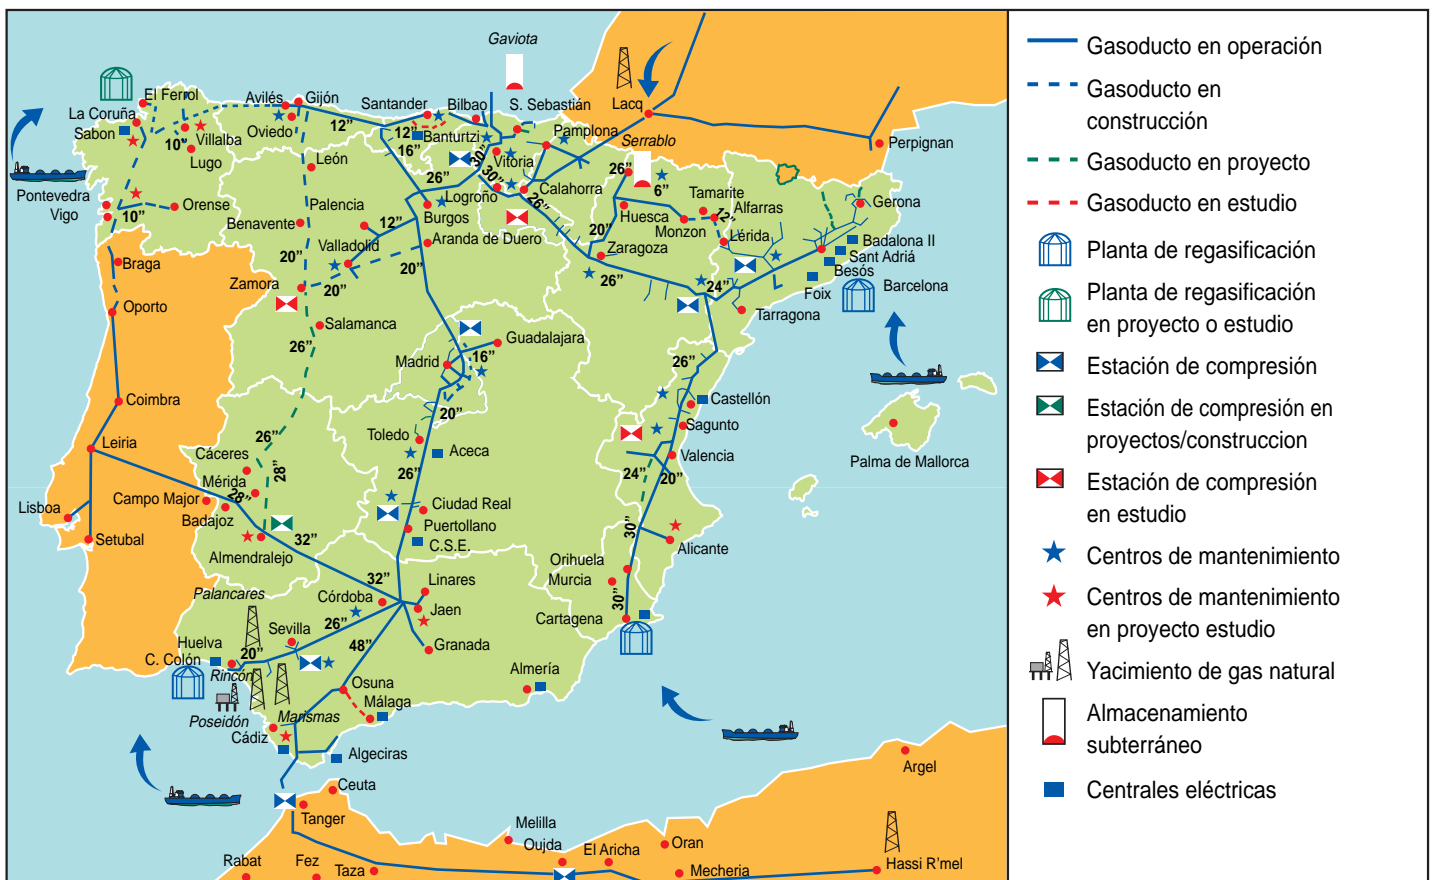 Gaviota
El Ferrol
Avilés
Gijón
Santander
Bilbao
S. Sebastián
Lacq
La Coruña
Sabon
Oviedo
12”
12”
Banturtzi
Pamplona
Serrablo
Perpignan
Villalba
10”
Lugo
16”
30”
Vitoria
León
26”
30”
Calahorra
26”
6”
Tamarite
Pontevedra
Vigo
10”
Orense
Palencia
Logroño
26”
Huesca
12”
Alfarras
Gerona
Benavente
12”
Burgos
Monzon
Aranda de Duero
20”
Lérida
Badalona II
Valladolid
Zaragoza
Sant Adriá
Besós
Braga
20”
20”
26”
24”
Foix
Barcelona
Zamora
20”
Oporto
Tarragona
Salamanca
Guadalajara
26”
Madrid
16”
26”
Coimbra
Castellón
20”
Sagunto
Toledo
Leiria
26”
Aceca
Valencia
Palma de Mallorca
Cáceres
28”
26”
24”
20”
Mérida
28”
Campo Major
Lisboa
Badajoz
Ciudad Real
Puertollano
30”
Setubal
32”
C.S.E.
Alicante
Almendralejo
Orihuela
Murcia
32”
Linares
Palancares
Córdoba
Jaen
30”
Cartagena
Sevilla
26”
Huelva
20”
48”
Granada
C. Colón
Rincón
Almería
Osuna
Málaga
Poseidón
Marismas
Cádiz
Algeciras
Argel
Ceuta
Tanger
Melilla
Oujda
El Aricha
Oran
Rabat
Fez
Taza
Mecheria
Hassi R’mel
Gasoducto en operación
Gasoducto en
construcción
Gasoducto en proyecto
Gasoducto en estudio
Planta de regasificación
Planta de regasificación
en proyecto o estudio
Estación de compresión
Estación de compresión en
proyectos/construccion
Estación de compresión
en estudio
Centros de mantenimiento
Centros de mantenimiento
en proyecto estudio
Yacimiento de gas natural
Almacenamiento
subterráneo
Centrales eléctricas